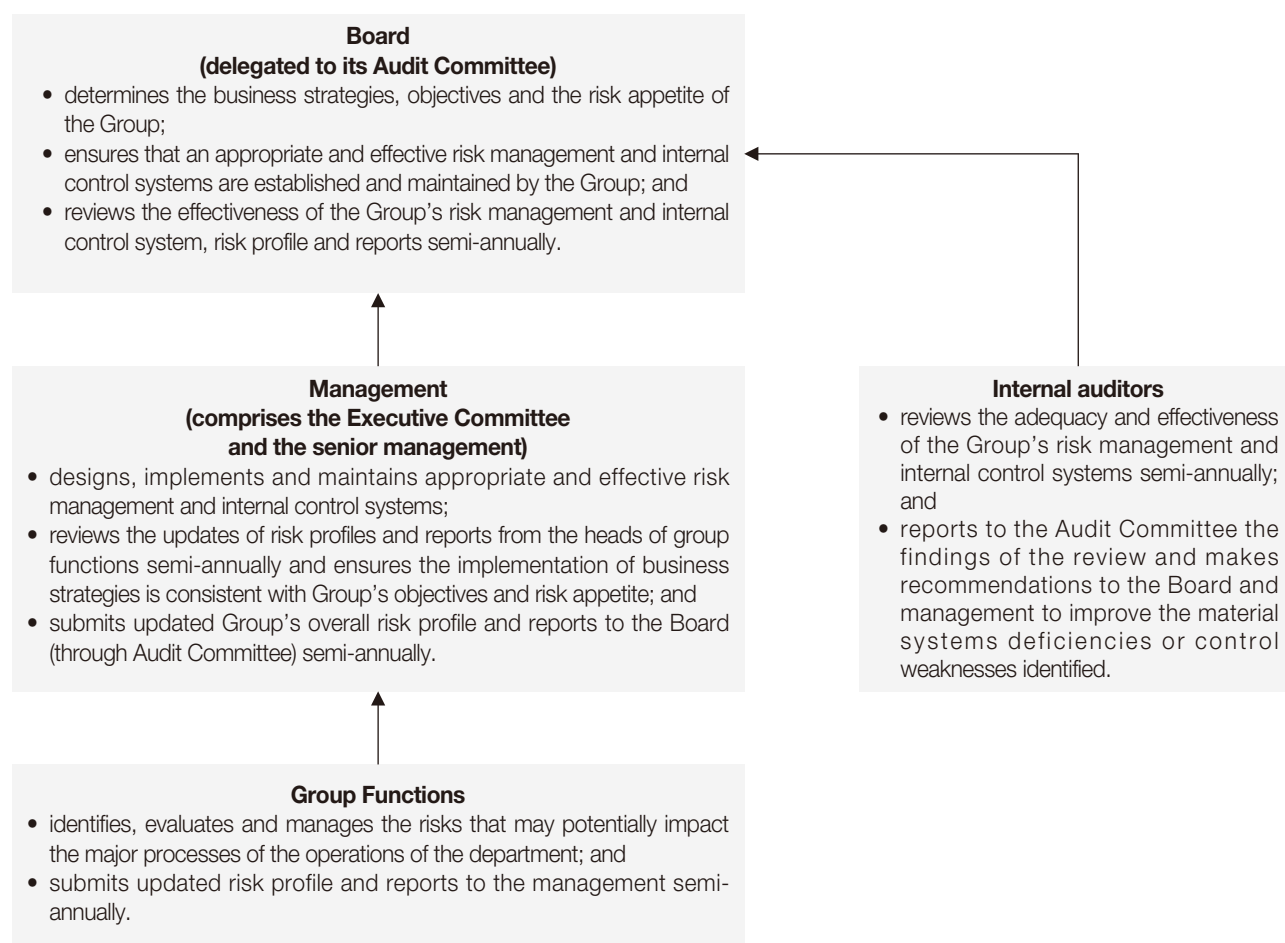 Board
(delegated to its Audit Committee)
• determines the business strategies, objectives and the risk appetite of
the Group;
• ensures that an appropriate and effective risk management and internal
control systems are established and maintained by the Group; and
• reviews the effectiveness of the Group's risk management and internal
control system, risk profile and reports semi-annually.
Management
(comprises the Executive Committee
and the senior management)
• designs, implements and maintains appropriate and effective risk
management and internal control systems;
• reviews the updates of risk profiles and reports from the heads of group
functions semi-annually and ensures the implementation of business
strategies is consistent with Group's objectives and risk appetite; and
• submits updated Group's overall risk profile and reports to the Board
(through Audit Committee) semi-annually.
Internal auditors
• reviews the adequacy and effectiveness
of the Group's risk management and
internal control systems semi-annually;
and
• reports to the Audit Committee the
findings of the review and makes
recommendations to the Board and
management to improve the material
systems deficiencies or control
weaknesses identified.
Group Functions
• identifies, evaluates and manages the risks that may potentially impact
the major processes of the operations of the department; and
• submits updated risk profile and reports to the management semi-
annually.